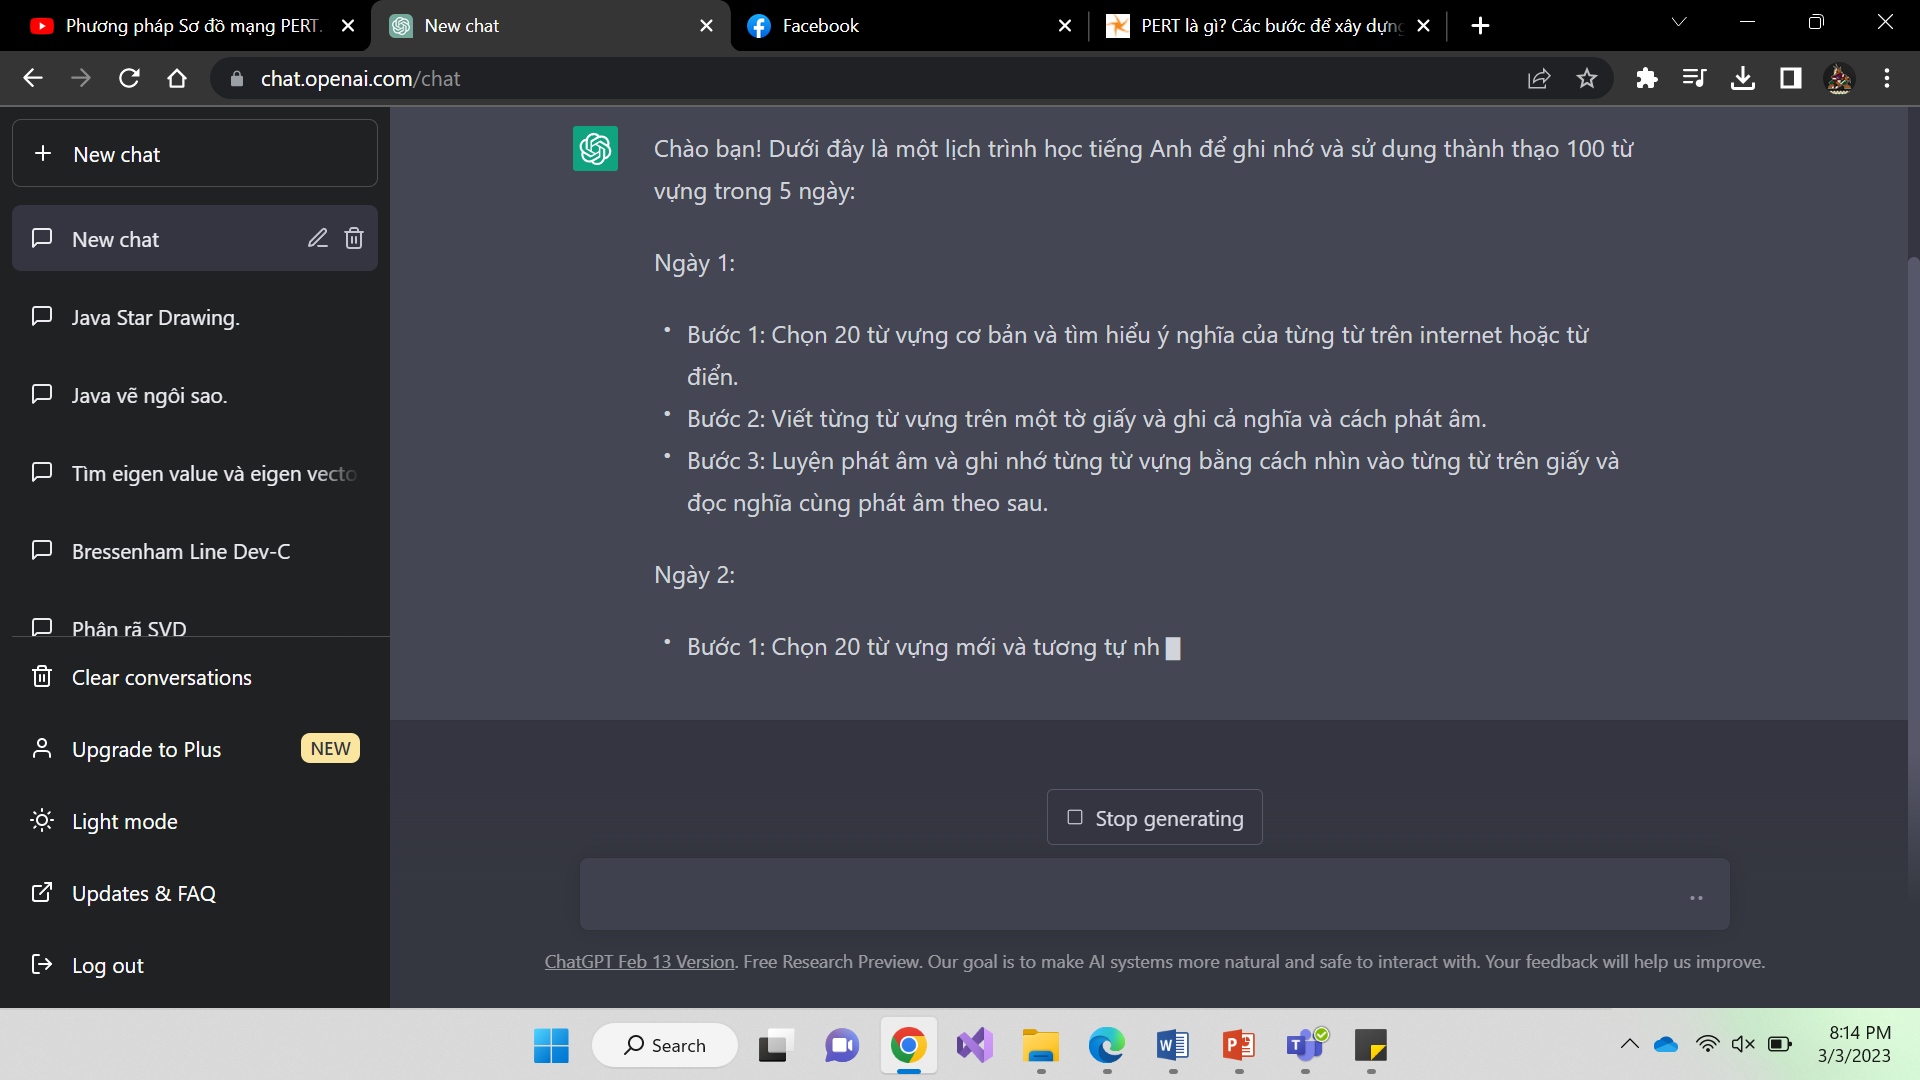 Phương pháp Sơ đồ mạng PERT.
New chat
Facebook
PERT là gì? Các bước để xây dựng
chat.openai.com/chat
New chat
New chat
Java Star Drawing.
Java vẽ ngôi sao.
Tìm eigen value và eigen vecto
Bressenham Line Dev-C
Phân rã SVD
Clear conversations
Upgrade to Plus NEW
Light mode
Updates & FAQ
Log out
Chào bạn! Dưới đây là một lịch trình học tiếng Anh để ghi nhớ và sử dụng thành thạo 100 từ
vựng trong 5 ngày:
Ngày 1:
• Bước 1: Chọn 20 từ vựng cơ bản và tìm hiểu ý nghĩa của từng từ trên internet hoặc từ
điển.
• Bước 2: Viết từng từ vựng trên một tờ giấy và ghi cả nghĩa và cách phát âm.
• Bước 3: Luyện phát âm và ghi nhớ từng từ vựng bằng cách nhìn vào từng từ trên giấy và
đọc nghĩa cùng phát âm theo sau.
Ngày 2:
• Bước 1: Chọn 20 từ vựng mới và tương tự nh
Stop generating
ChatGPT Feb 13 Version. Free Research Preview. Our goal is to make AI systems more natural and safe to interact with. Your feedback will help us improve.
Search
8:14 PM
3/3/2023